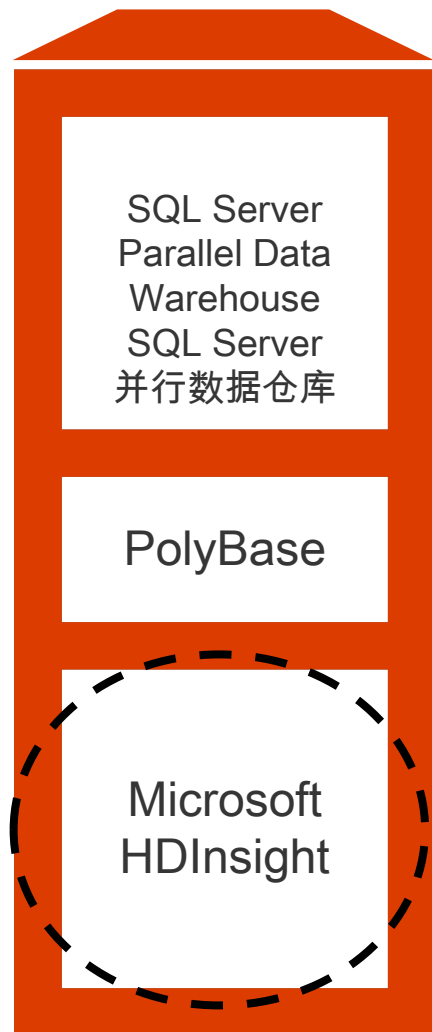 SQL Server
Parallel Data
Warehouse
SQL Server
并行数据仓库
PolyBase
Microsoft
HDInsight